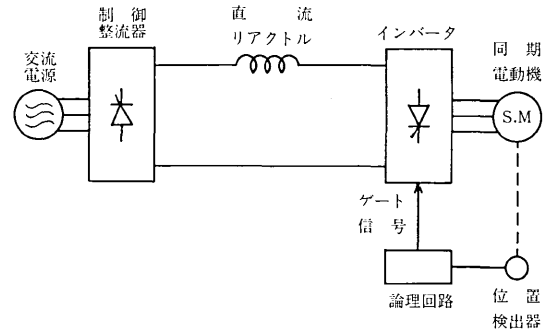 制御
整流器
直流
リアクトル
インバータ
同期
電動機
交流
電源
S.M
ゲート
信号
論理回路
位置
検出器